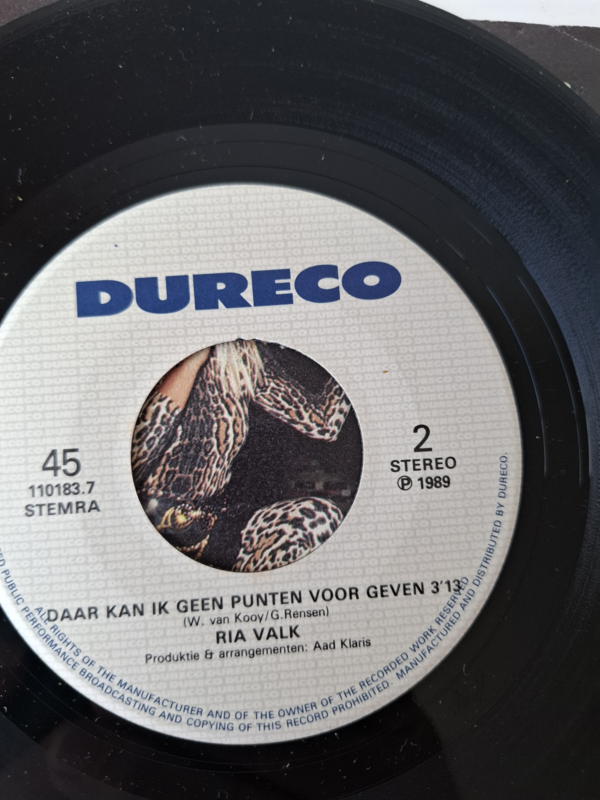 DURECO
45
110183.7
STEMRA
2
STEREO
℗ 1989
DAAR KAN IK GEEN PUNTEN VOOR GEVEN 3'13
(W. van Kooy/G.Rensen)
RIA VALK
Produktie & arrangementen: Aad Klaris
ALL RIGHTS OF THE MANUFACTURER AND OF THE OWNER OF THE RECORDED WORK RESERVED
PUBLIC PERFORMANCE BROADCASTING AND COPYING OF THIS RECORD PROHIBITED · MANUFACTURED AND DISTRIBUTED BY DURECO.